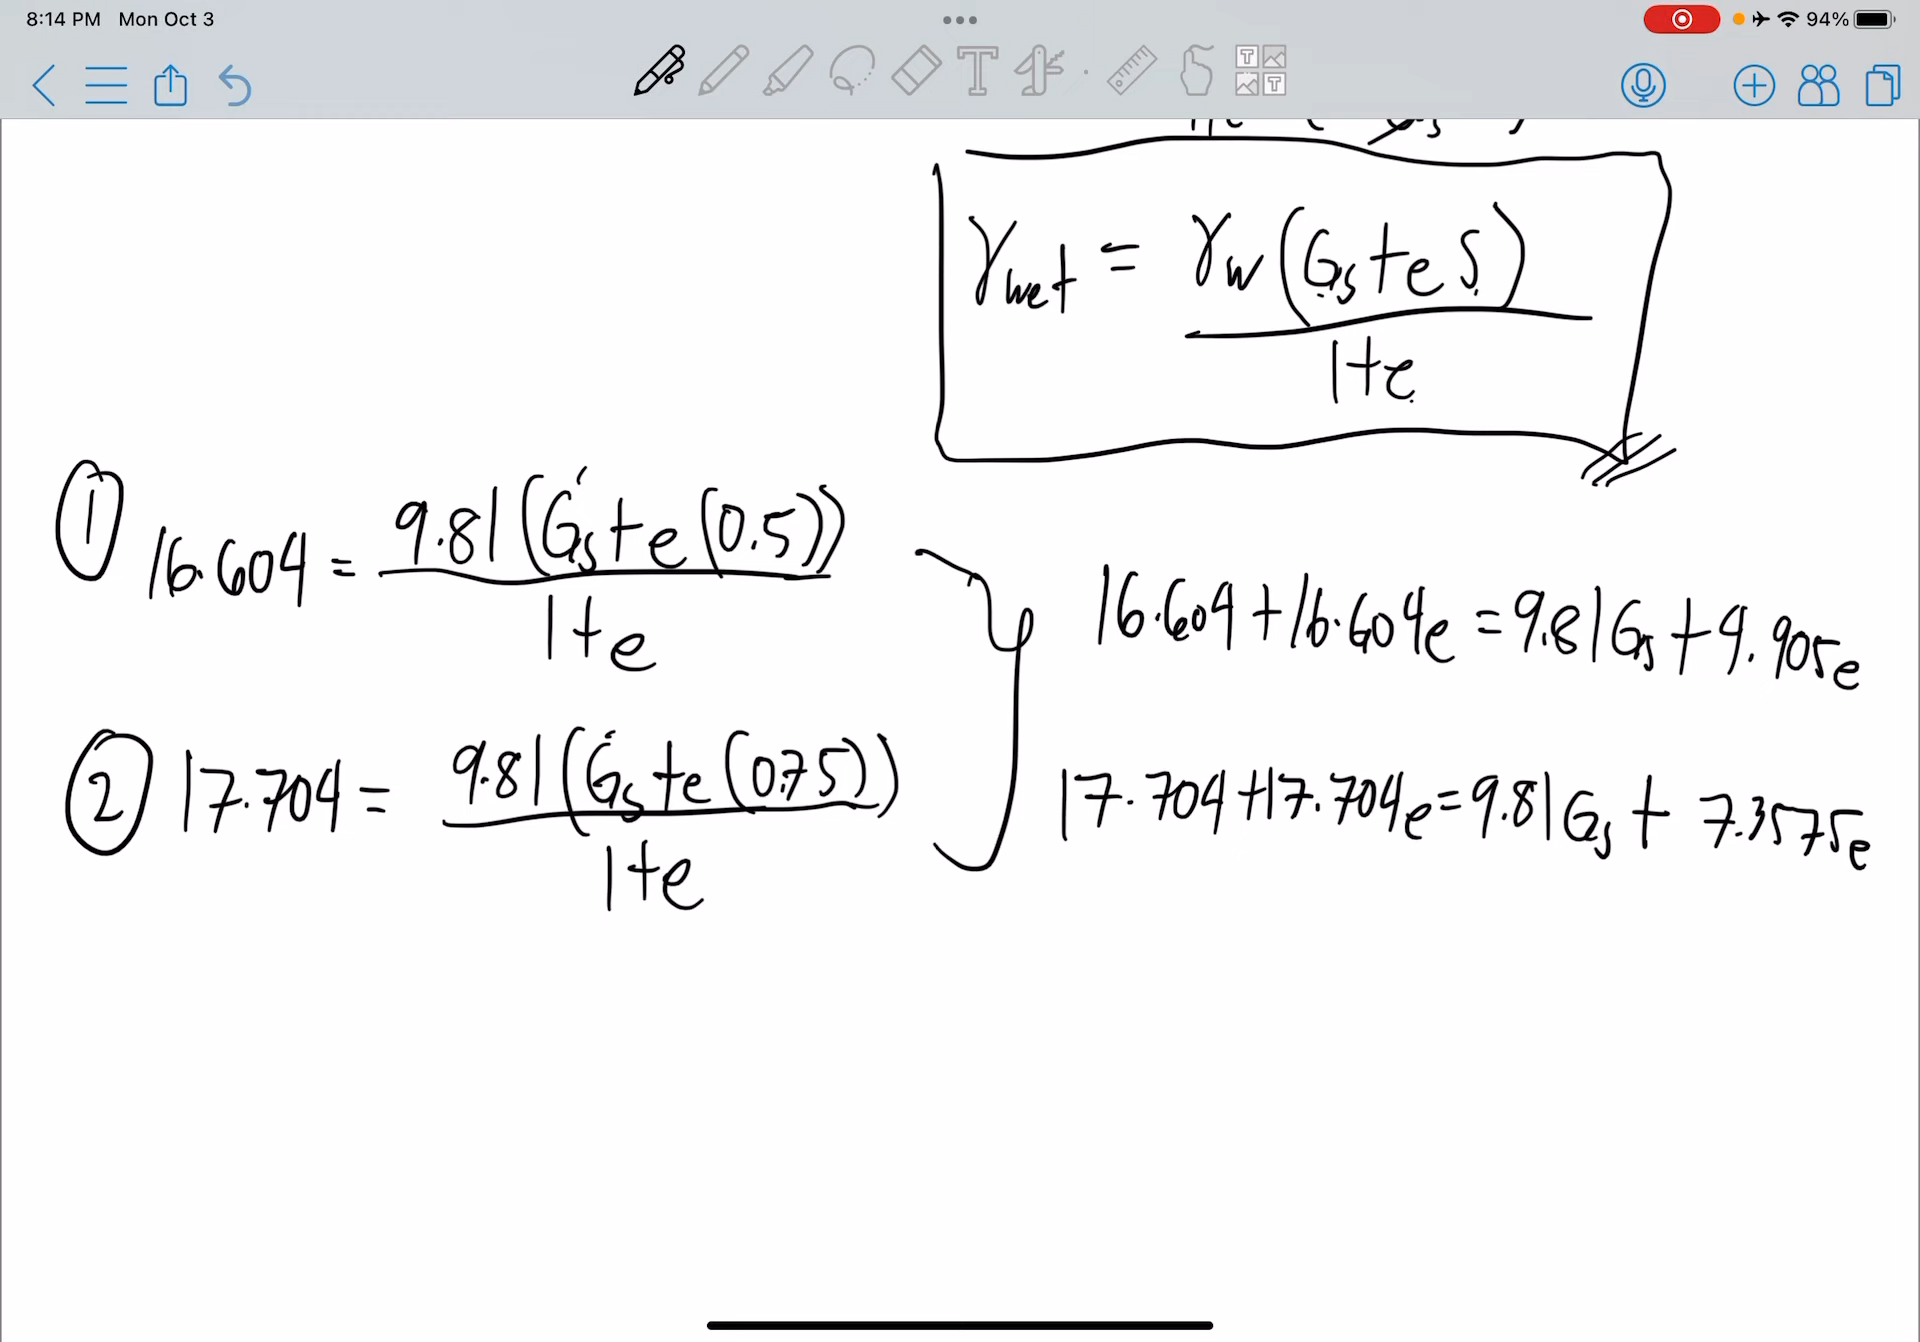 8:14 PM Mon Oct 3
94%
γwet = γw(Gs+eS)
1+e
① 16.604 = 9.81(Gs+e(0.5))
1+e
16.604+16.604e=9.81Gs+4.905e
② 17.704 = 9.81(Gs+e(0.75))
1+e
17.704+17.704e=9.81Gs+7.3575e